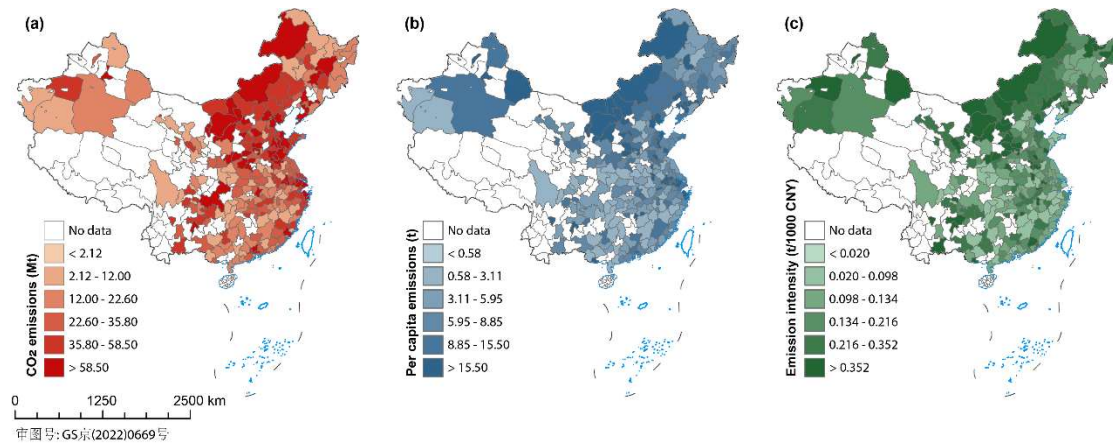 (a)
CO₂ emissions (Mt)
No data
< 2.12
2.12 - 12.00
12.00 - 22.60
22.60 - 35.80
35.80 - 58.50
> 58.50
0 1250 2500 km
审图号: GS京(2022)0669号
(b)
Per capita emissions (t)
No data
< 0.58
0.58 - 3.11
3.11 - 5.95
5.95 - 8.85
8.85 - 15.50
> 15.50
(c)
Emission intensity (t/1000 CNY)
No data
< 0.020
0.020 - 0.098
0.098 - 0.134
0.134 - 0.216
0.216 - 0.352
> 0.352